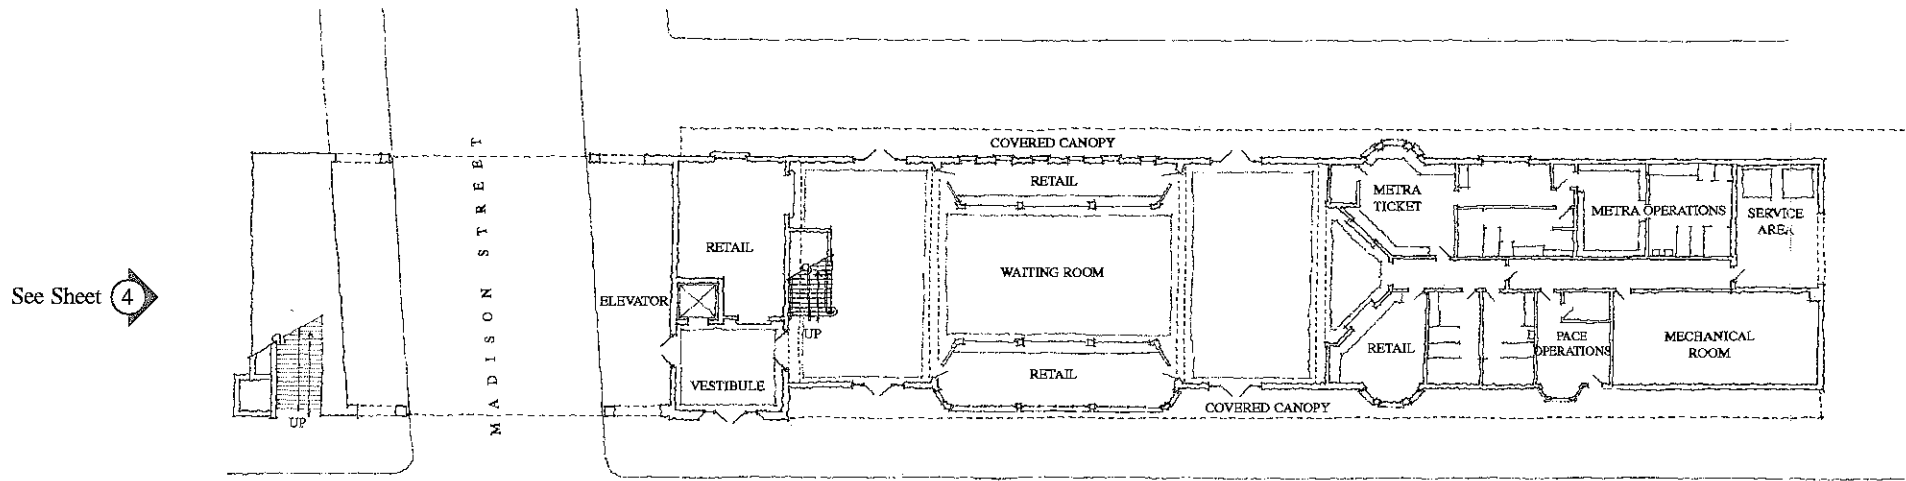 COVERED CANOPY
RETAIL
METRA
TICKET
METRA OPERATIONS
SERVICE
AREA
MADISON STREET
RETAIL
WAITING ROOM
See Sheet 4
ELEVATOR
UP
UP
RETAIL
PACE
OPERATIONS
MECHANICAL
ROOM
VESTIBULE
RETAIL
COVERED CANOPY